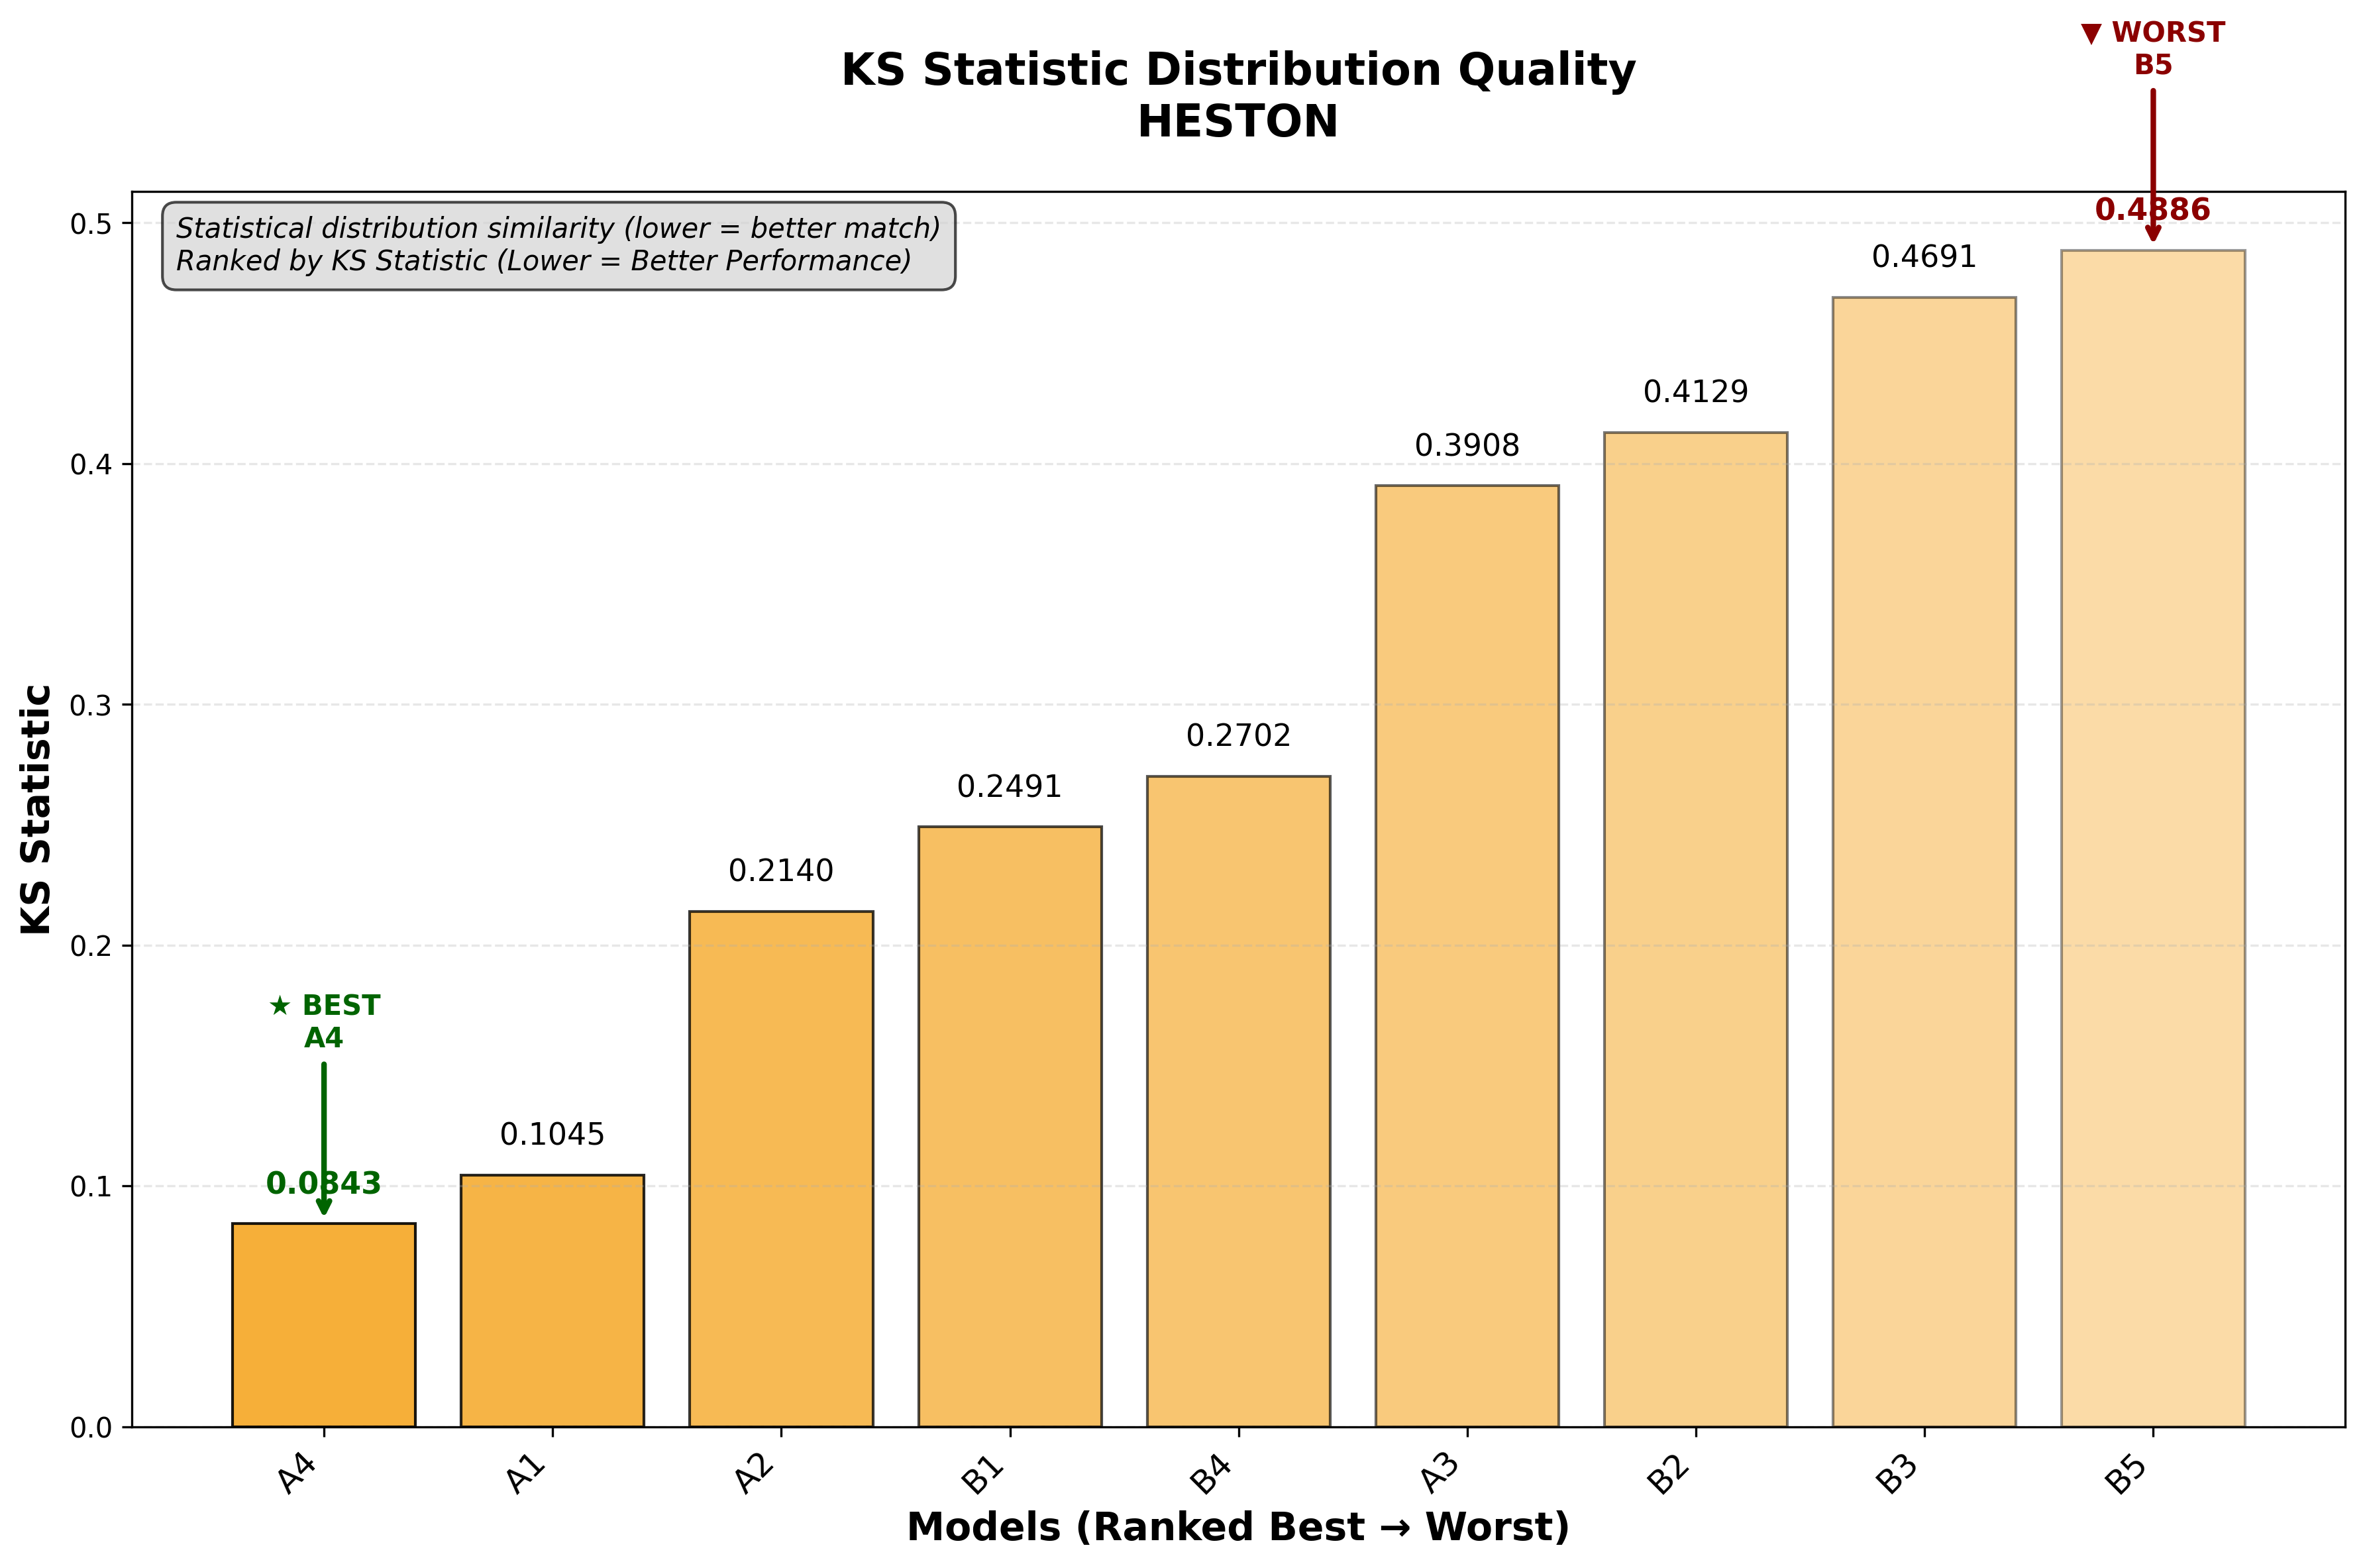 ▼ WORST
B5
KS Statistic Distribution Quality
HESTON
Statistical distribution similarity (lower = better match)
Ranked by KS Statistic (Lower = Better Performance)
KS Statistic
0.5
0.4
0.3
0.2
0.1
0.0
★ BEST
A4
0.0843
0.1045
0.2140
0.2491
0.2702
0.3908
0.4129
0.4691
0.4886
A4
A1
A2
B1
B4
A3
B2
B3
B5
Models (Ranked Best → Worst)